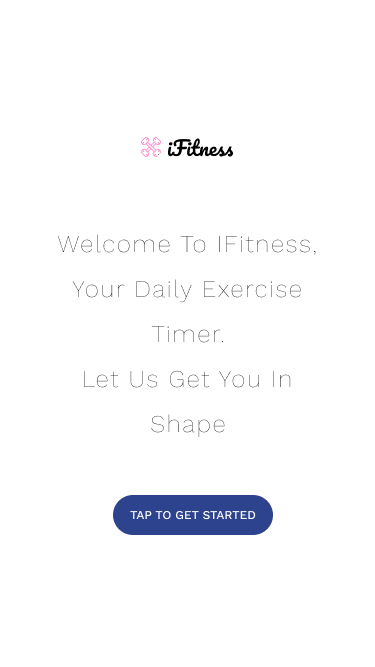 iFitness
Welcome To IFitness,
Your Daily Exercise
Timer.
Let Us Get You In
Shape
TAP TO GET STARTED